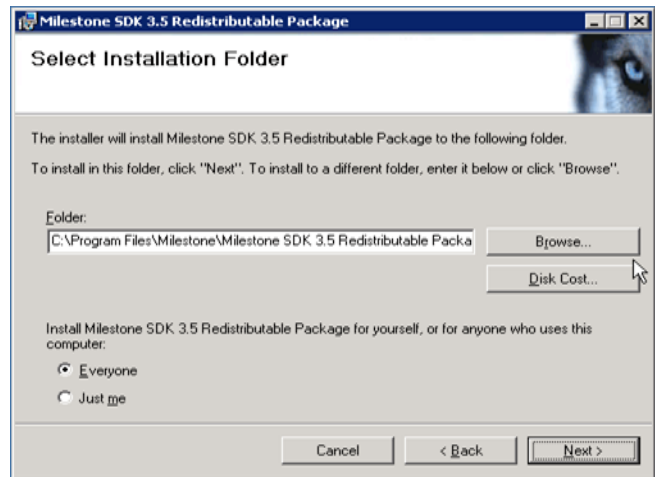 Milestone SDK 3.5 Redistributable Package
Select Installation Folder
The installer will install Milestone SDK 3.5 Redistributable Package to the following folder.
To install in this folder, click "Next". To install to a different folder, enter it below or click "Browse".
Folder:
C:\Program Files\Milestone\Milestone SDK 3.5 Redistributable Packa
Browse...
Disk Cost...
Install Milestone SDK 3.5 Redistributable Package for yourself, or for anyone who uses this
computer:
Everyone
Just me
Cancel < Back Next >